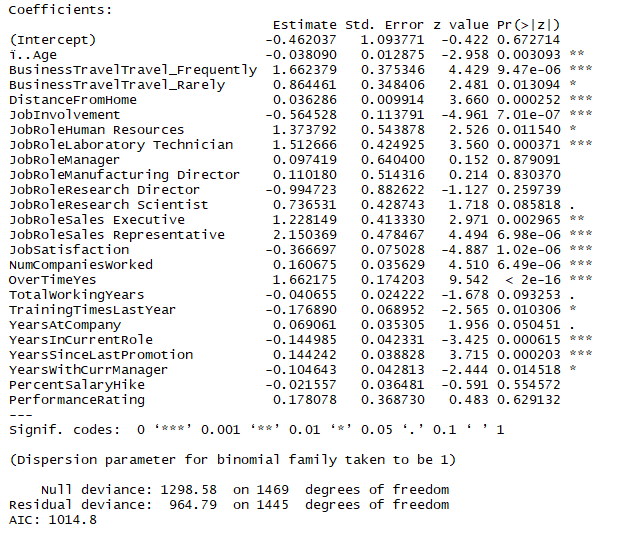 Coefficients:
Estimate Std. Error z value Pr(>|z|)
(Intercept) -0.462037 1.093771 -0.422 0.672714
ï..Age -0.038090 0.012875 -2.958 0.003093 **
BusinessTravelTravel_Frequently 1.662379 0.375346 4.429 9.47e-06 ***
BusinessTravelTravel_Rarely 0.864461 0.348406 2.481 0.013094 *
DistanceFromHome 0.036286 0.009914 3.660 0.000252 ***
JobInvolvement -0.564528 0.113791 -4.961 7.01e-07 ***
JobRoleHuman Resources 1.373792 0.543878 2.526 0.011540 *
JobRoleLaboratory Technician 1.512666 0.424925 3.560 0.000371 ***
JobRoleManager 0.097419 0.640400 0.152 0.879091
JobRoleManufacturing Director 0.110180 0.514316 0.214 0.830370
JobRoleResearch Director -0.994723 0.882622 -1.127 0.259739
JobRoleResearch Scientist 0.736531 0.428743 1.718 0.085818 .
JobRoleSales Executive 1.228149 0.413330 2.971 0.002965 **
JobRoleSales Representative 2.150369 0.478467 4.494 6.98e-06 ***
JobSatisfaction -0.366697 0.075028 -4.887 1.02e-06 ***
NumCompaniesWorked 0.160675 0.035629 4.510 6.49e-06 ***
OverTimeYes 1.662175 0.174203 9.542 < 2e-16 ***
TotalWorkingYears -0.040655 0.024222 -1.678 0.093253 .
TrainingTimesLastYear -0.176890 0.068952 -2.565 0.010306 *
YearsAtCompany 0.069061 0.035305 1.956 0.050451 .
YearsInCurrentRole -0.144985 0.042331 -3.425 0.000615 ***
YearsSinceLastPromotion 0.144242 0.038828 3.715 0.000203 ***
YearsWithCurrManager -0.104643 0.042813 -2.444 0.014518 *
PercentSalaryHike -0.021557 0.036481 -0.591 0.554572
PerformanceRating 0.178078 0.368730 0.483 0.629132
---
Signif. codes: 0 ‘***’ 0.001 ‘**’ 0.01 ‘*’ 0.05 ‘.’ 0.1 ‘ ’ 1
(Dispersion parameter for binomial family taken to be 1)
Null deviance: 1298.58 on 1469 degrees of freedom
Residual deviance: 964.79 on 1445 degrees of freedom
AIC: 1014.8